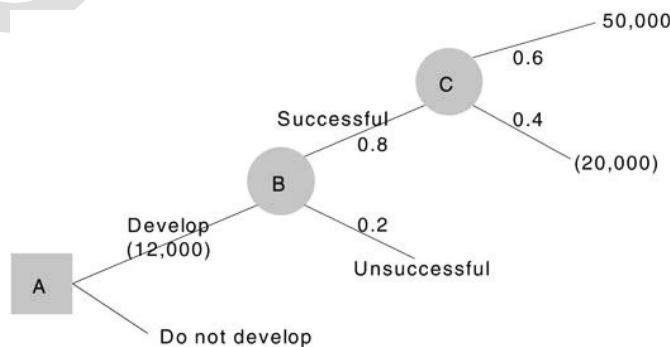 50,000
0.6
C
Successful
0.4
0.8
(20,000)
B
Develop
0.2
(12,000)
Unsuccessful
A
Do not develop